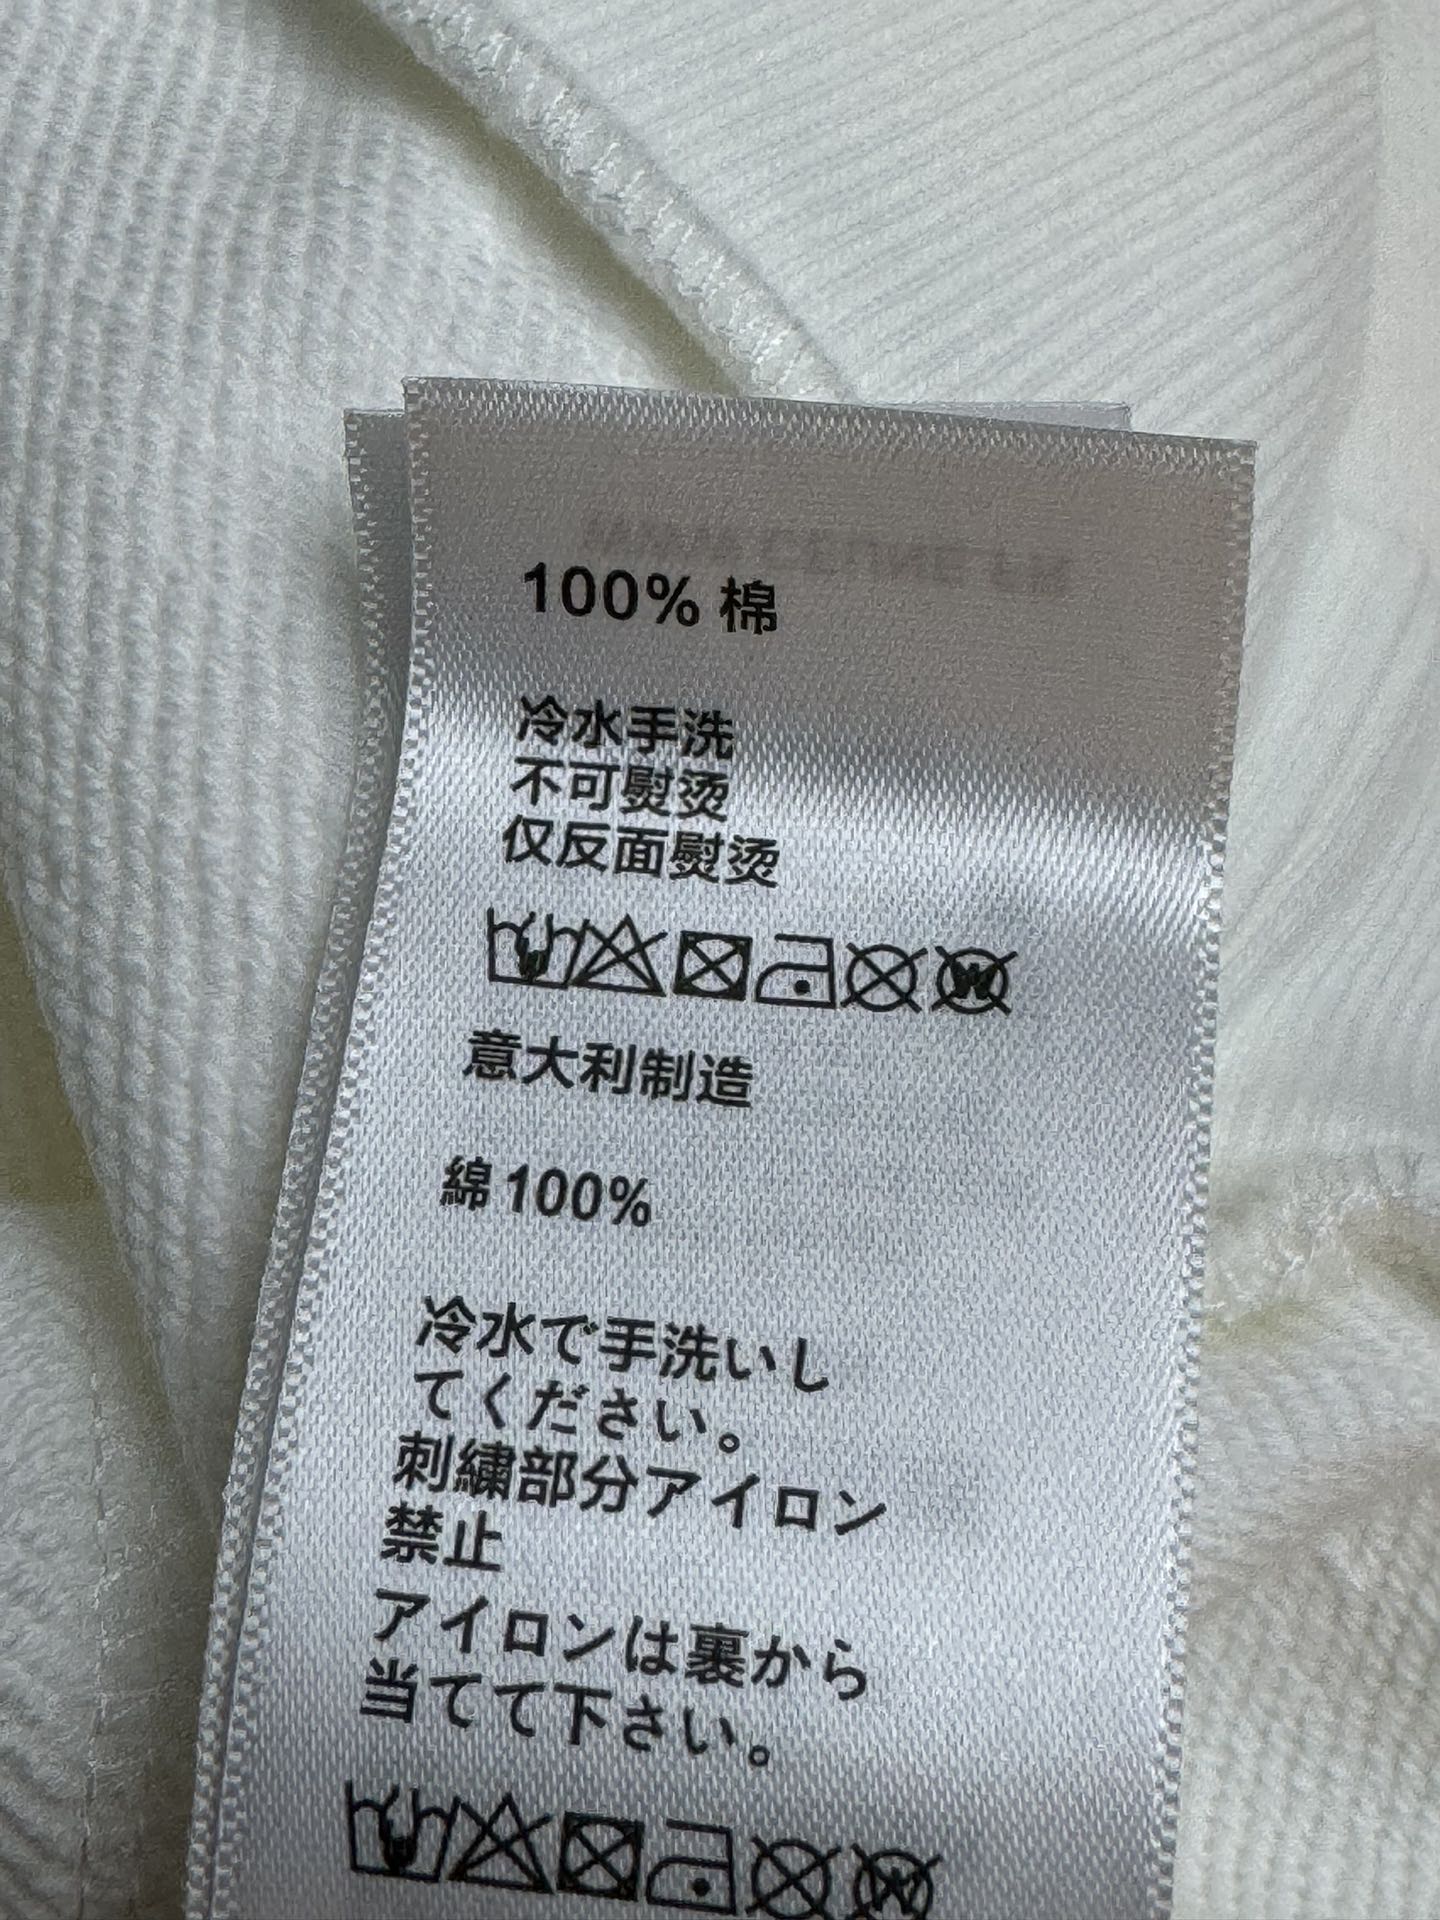 100% 棉
冷水手洗
不可熨烫
仅反面熨烫
意大利制造
綿 100%
冷水で手洗いし
てください。
刺繍部分アイロン
禁止
アイロンは裏から
当てて下さい。